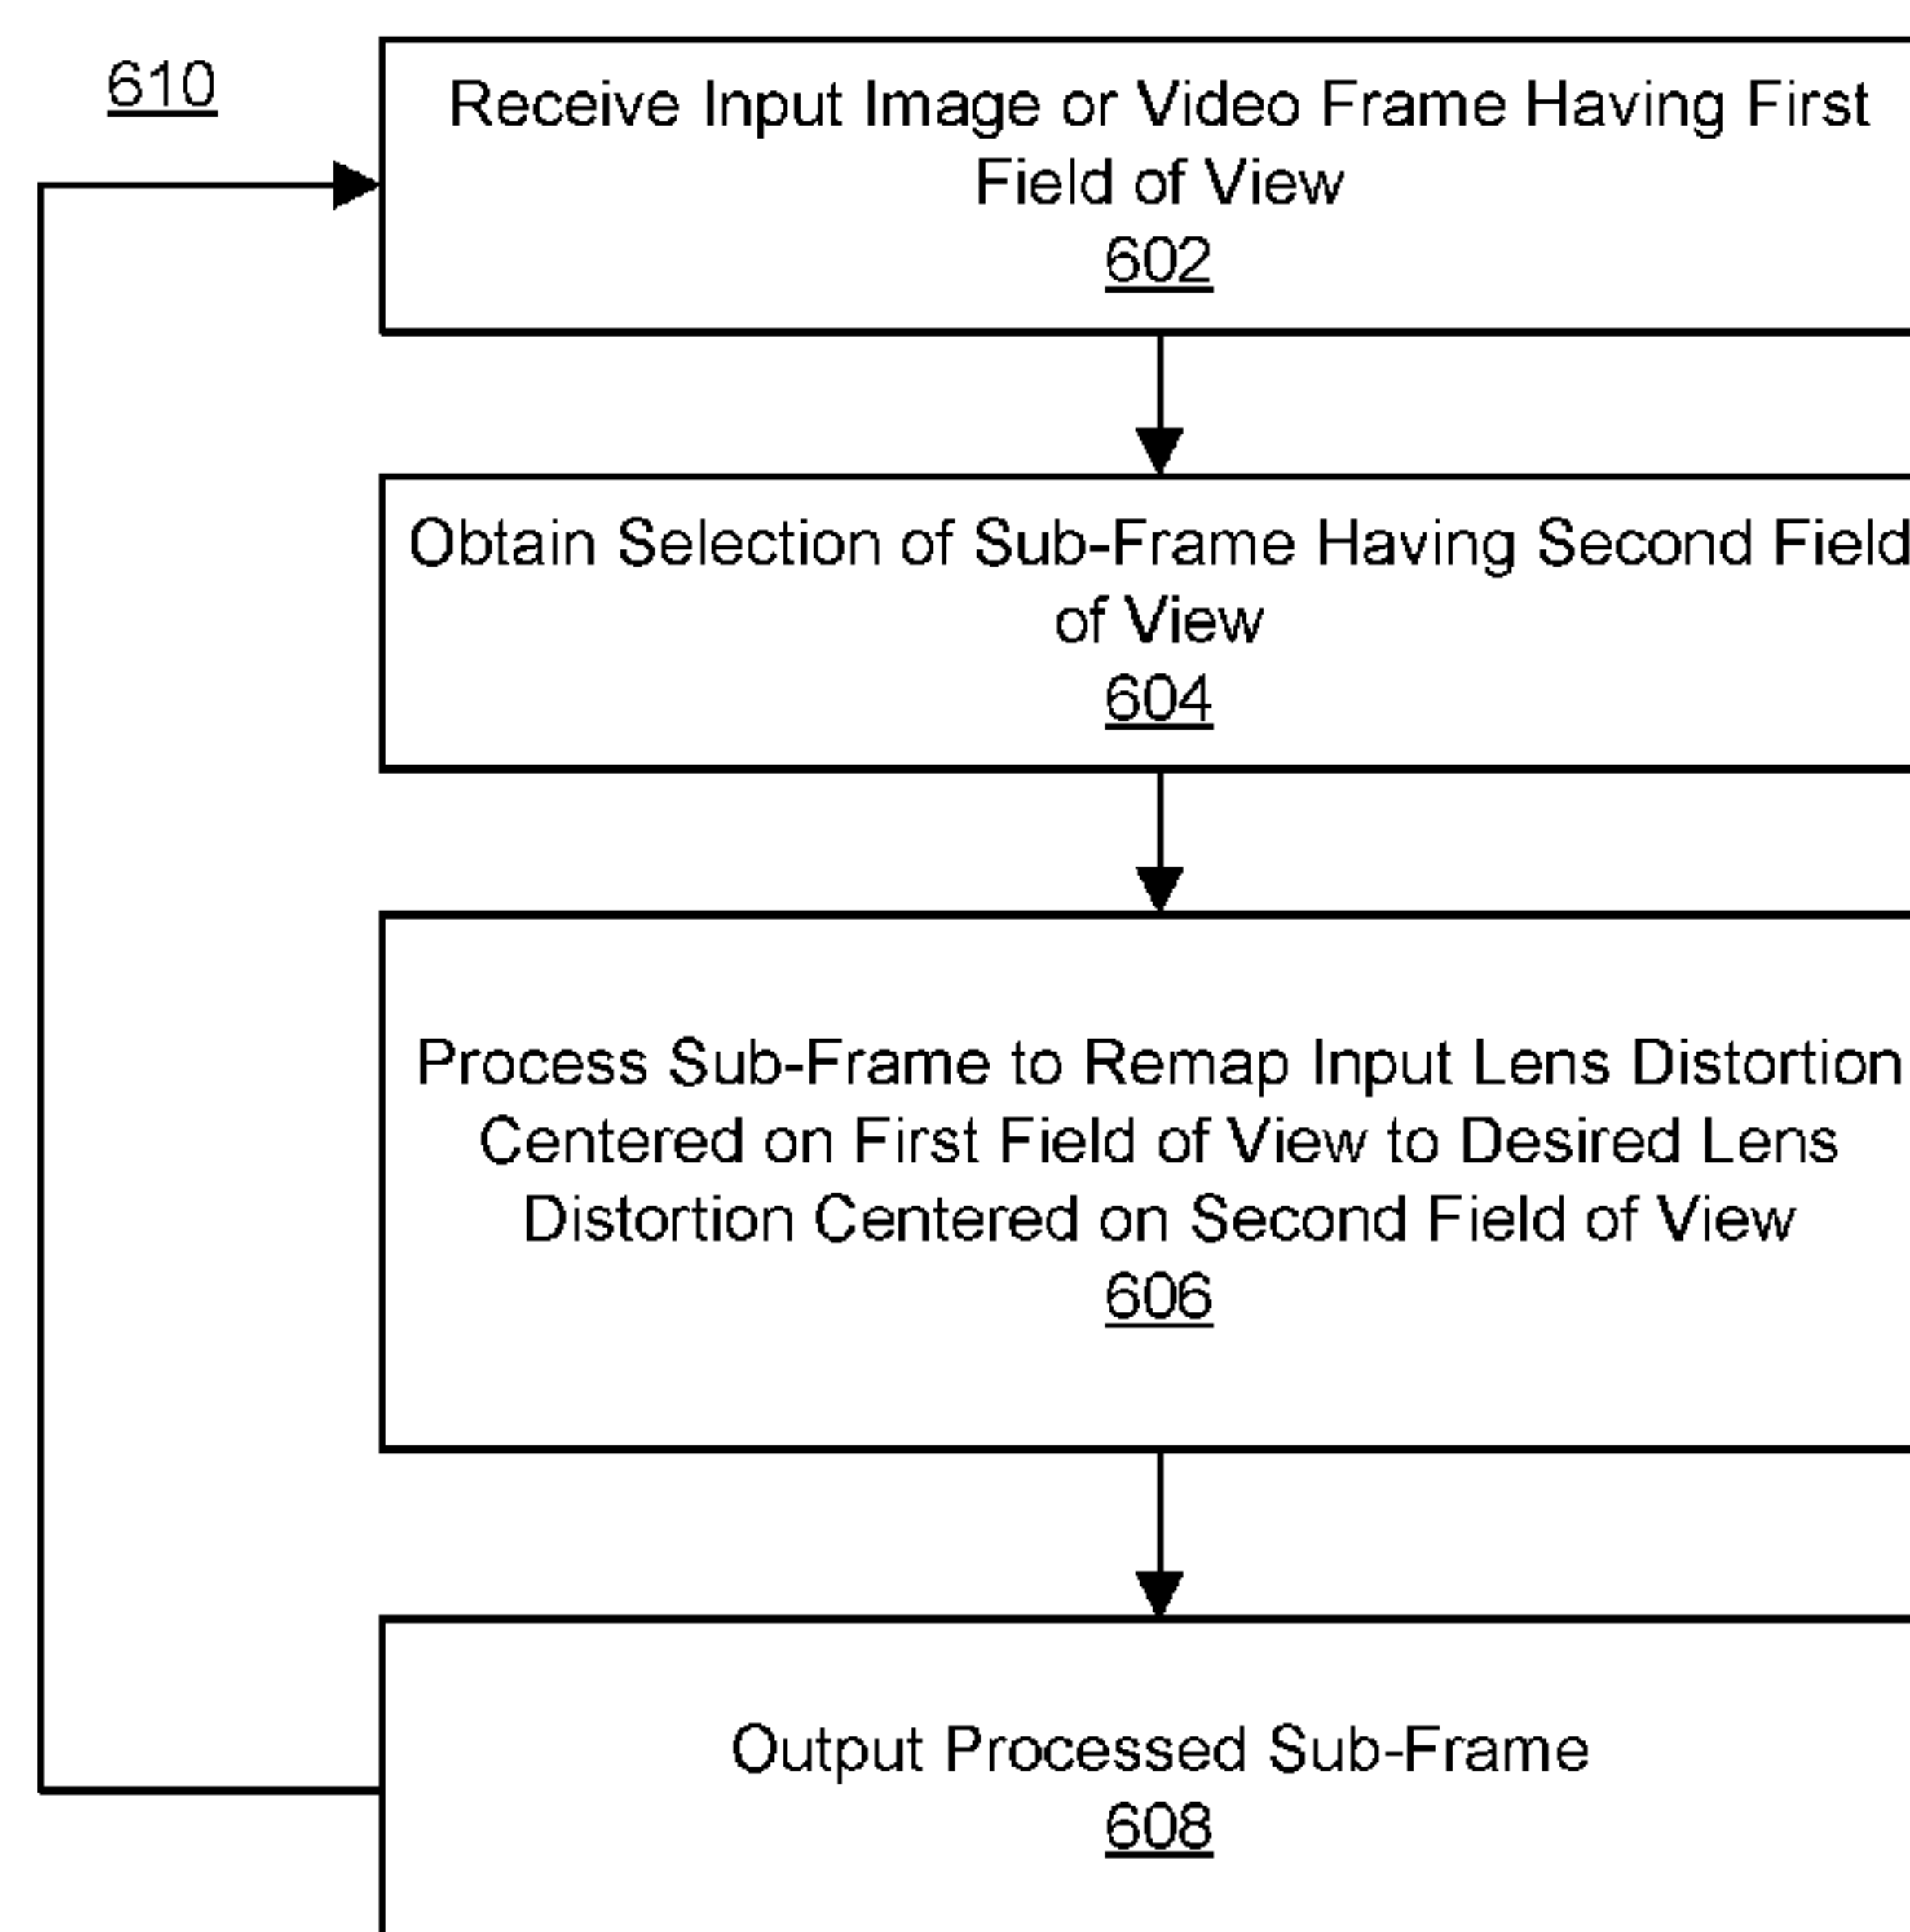 610
Receive Input Image or Video Frame Having First
Field of View
602
Obtain Selection of Sub-Frame Having Second Field
of View
604
Process Sub-Frame to Remap Input Lens Distortion
Centered on First Field of View to Desired Lens
Distortion Centered on Second Field of View
606
Output Processed Sub-Frame
608